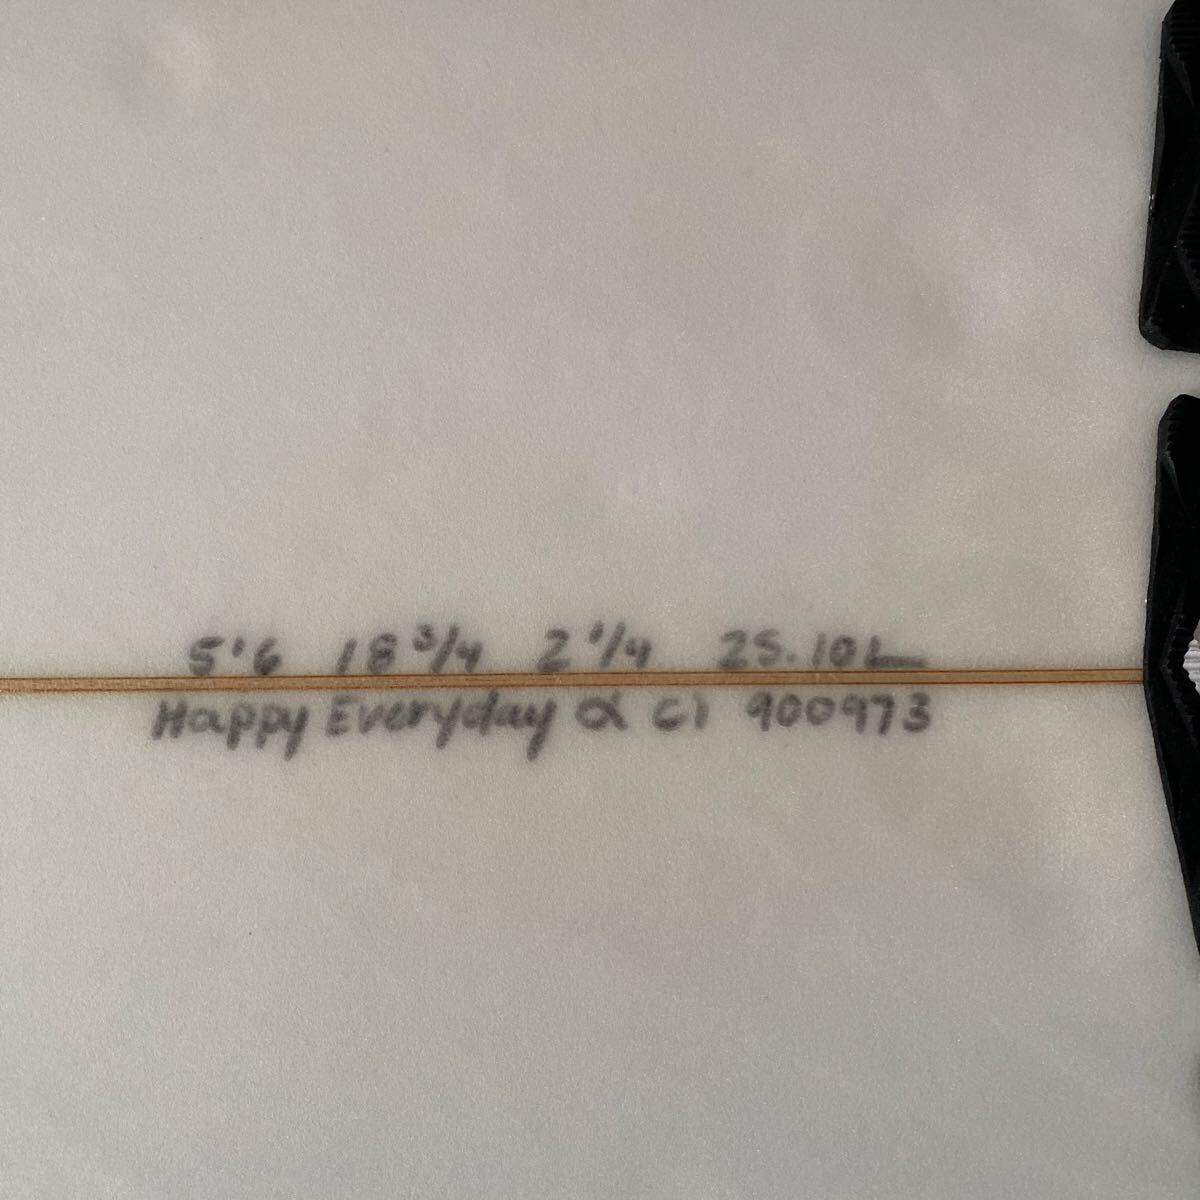 5'6 18 3/4 2 1/4 25.10L
Happy Everyday α CI 900973